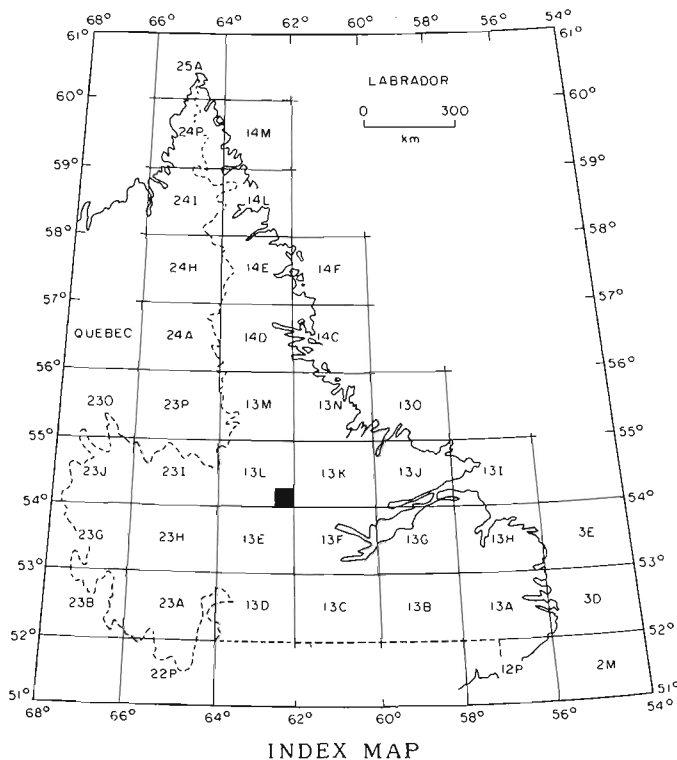 68° 66° 64° 62° 60° 58° 56° 54°
61° 61°
25A
LABRADOR
60° 0 300 60°
km
24P 14M
59° 59°
24I 14L
58° 58°
24H 14E 14F
57° 57°
QUEBEC 24A 14D 14C
56° 56°
23O 23P 13M 13N 13O
55° 55°
23J 23I 13L 13K 13J 13I
54° 54°
23G 23H 13E 13F 13G 13H 3E
53° 53°
23B 23A 13D 13C 13B 13A 3D
52° 52°
22P 12P 2M
51° 51°
68° 66° 64° 62° 60° 58° 56° 54°
INDEX MAP